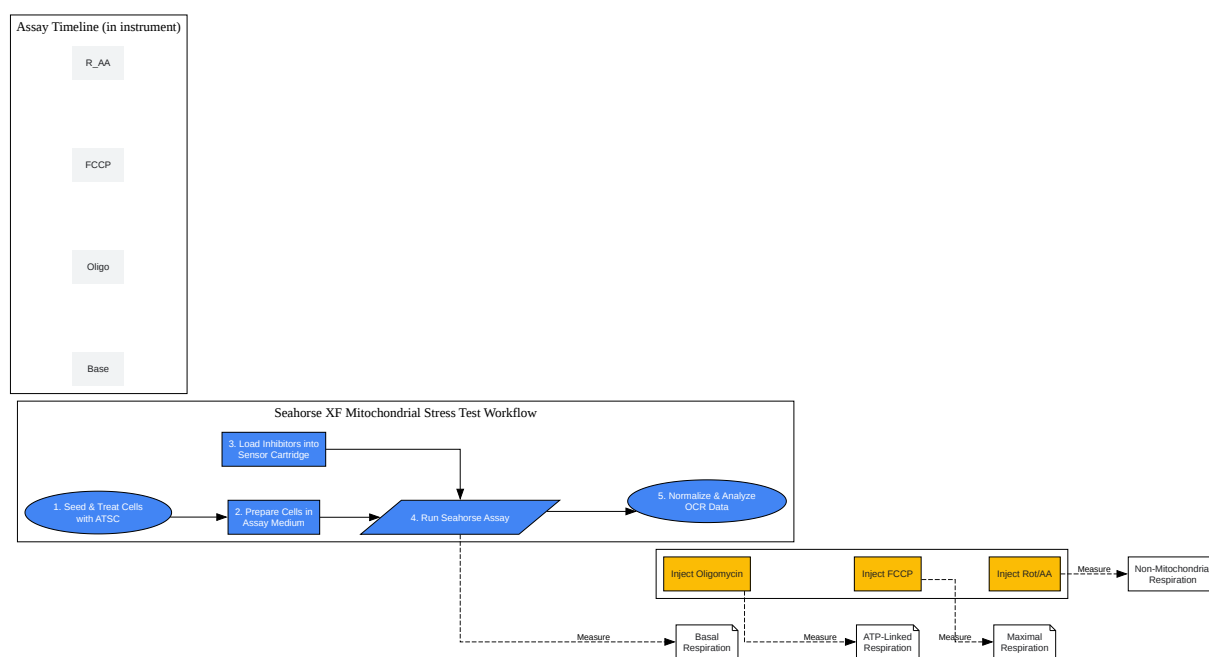 Assay Timeline (in instrument)
R_AA
FCCP
Oligo
Base
Seahorse XF Mitochondrial Stress Test Workflow
3. Load Inhibitors into
Sensor Cartridge
1. Seed & Treat Cells
with ATSC
2. Prepare Cells in
Assay Medium
4. Run Seahorse Assay
5. Normalize & Analyze
OCR Data
Inject Oligomycin
Inject FCCP
Inject Rot/AA
Measure
Non-Mitochondria
Respiration
Measure
Basal
Respiration
Measure
ATP-Linked
Respiration
Measure
Maximal
Respiration